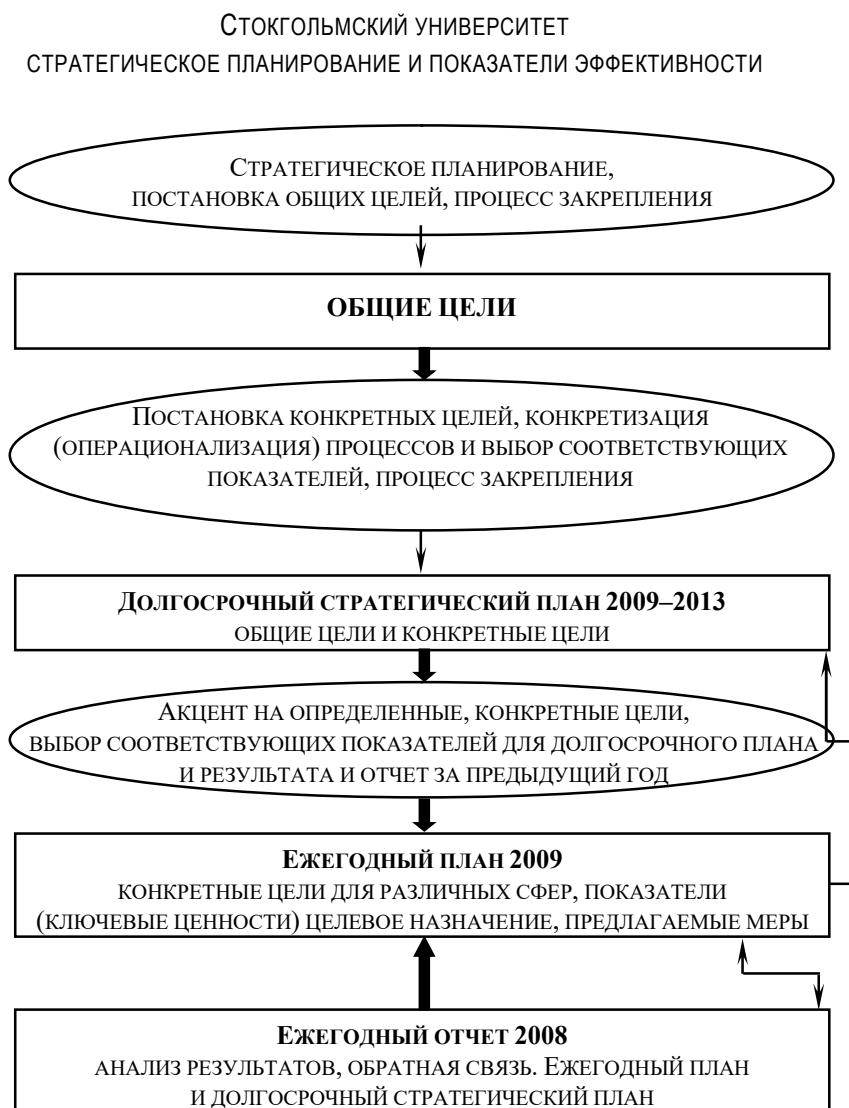 Стокгольмский университет
стратегическое планирование и показатели эффективности
Стратегическое планирование,
постановка общих целей, процесс закрепления
ОБЩИЕ ЦЕЛИ
Постановка конкретных целей, конкретизация
(операционализация) процессов и выбор соответствующих
показателей, процесс закрепления
Долгосрочный стратегический план 2009–2013
общие цели и конкретные цели
Акцент на определенные, конкретные цели,
выбор соответствующих показателей для долгосрочного плана
и результата и отчет за предыдущий год
Ежегодный план 2009
конкретные цели для различных сфер, показатели
(ключевые ценности) целевое назначение, предлагаемые меры
Ежегодный отчет 2008
анализ результатов, обратная связь. Ежегодный план
и долгосрочный стратегический план